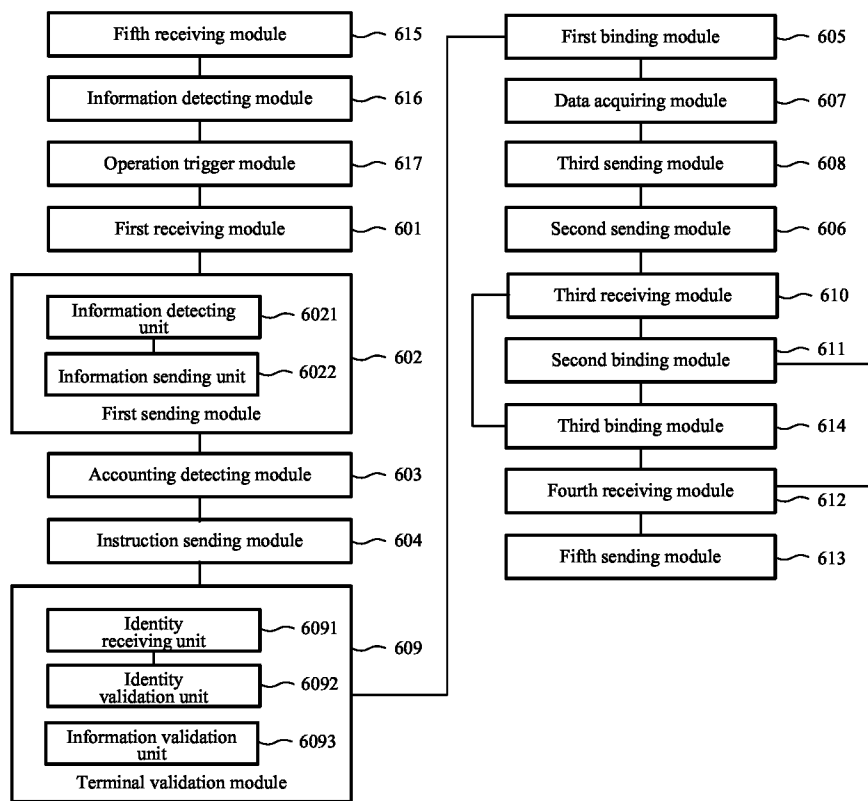 Fifth receiving module
615
Information detecting module
616
Operation trigger module
617
First receiving module
601
Information detecting
unit
6021
Information sending unit
6022
602
First sending module
Accounting detecting module
603
Instruction sending module
604
Identity
receiving unit
6091
609
Identity
validation unit
6092
Information validation
unit
6093
Terminal validation module
First binding module
605
Data acquiring module
607
Third sending module
608
Second sending module
606
Third receiving module
610
Second binding module
611
Third binding module
614
Fourth receiving module
612
Fifth sending module
613